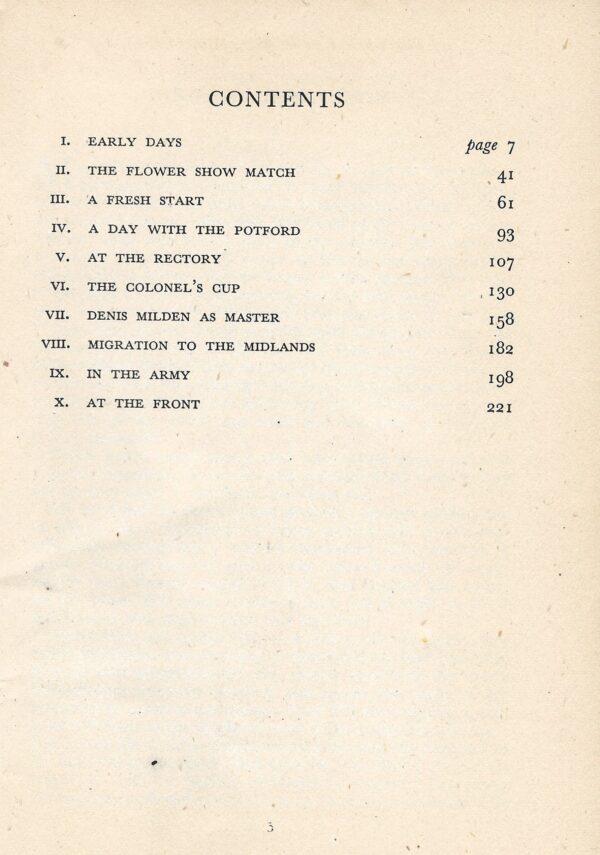 CONTENTS
I. EARLY DAYS page 7
II. THE FLOWER SHOW MATCH 41
III. A FRESH START 61
IV. A DAY WITH THE POTFORD 93
V. AT THE RECTORY 107
VI. THE COLONEL'S CUP 130
VII. DENIS MILDEN AS MASTER 158
VIII. MIGRATION TO THE MIDLANDS 182
IX. IN THE ARMY 198
X. AT THE FRONT 221
3